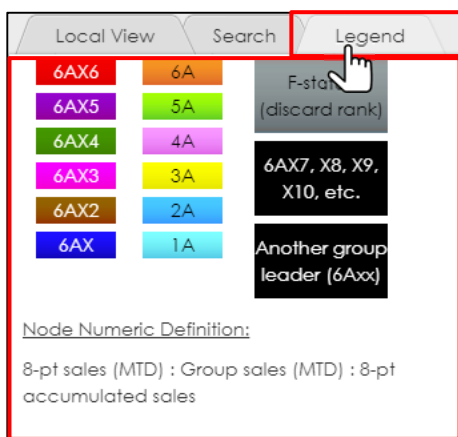 Local View Search Legend
6AX6 6A
6AX5 5A
6AX4 4A
6AX3 3A
6AX2 2A
6AX 1A
(discard rank)
6AX7, X8, X9,
X10, etc.
Another group
leader (6Axx)
Node Numeric Definition:
8-pt sales (MTD) : Group sales (MTD) : 8-pt
accumulated sales